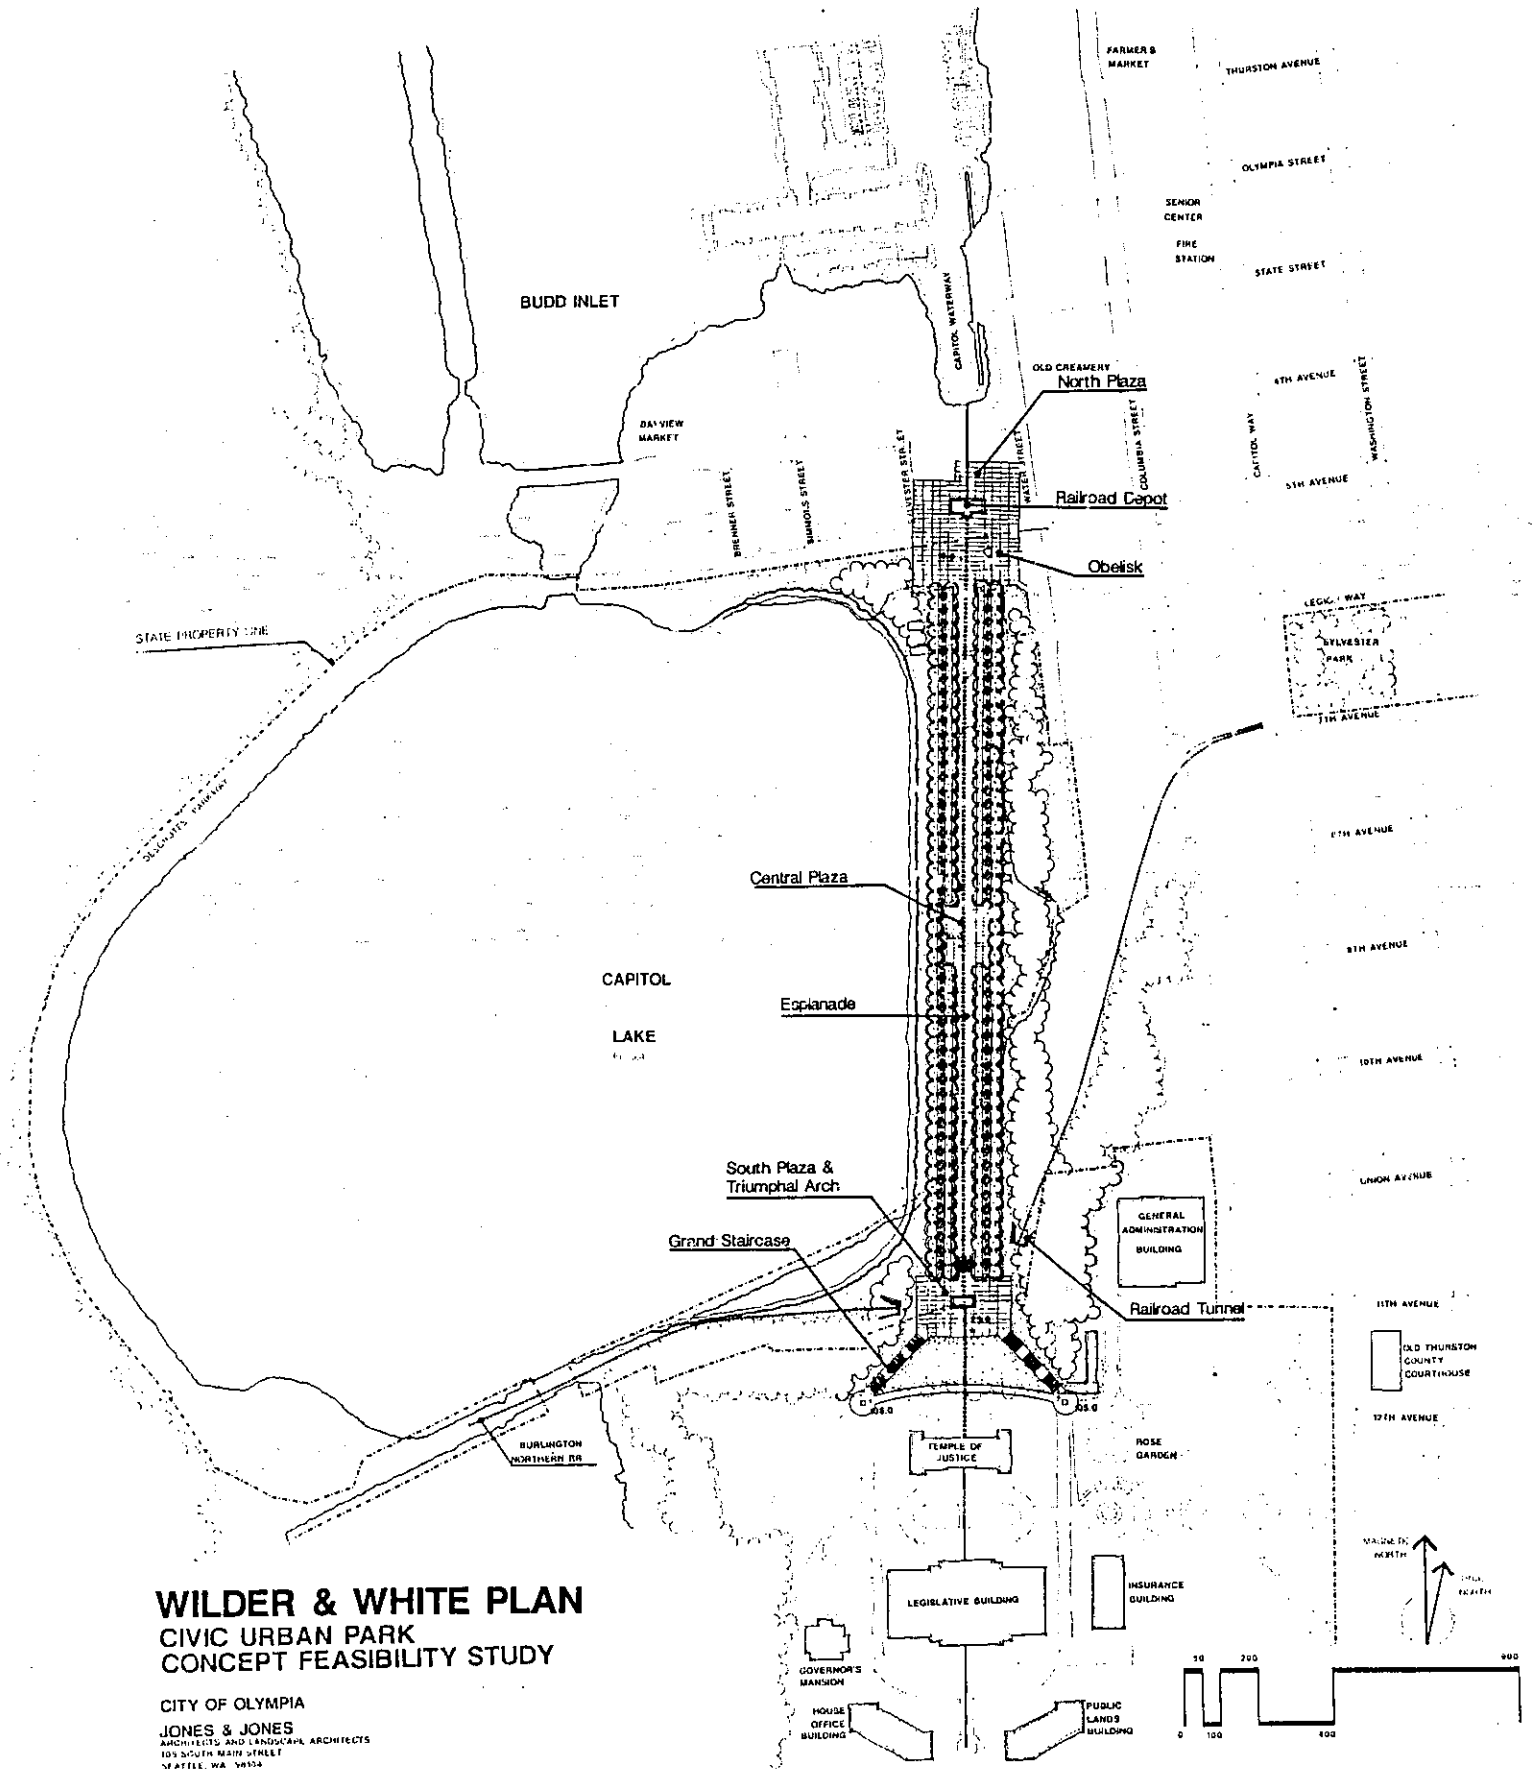 FARMERS
MARKET
THURSTON AVENUE
OLYMPIA STREET
SENIOR
CENTER
FIRE
STATION
STATE STREET
BUDD INLET
CAPITOL WATERWAY
OLD CREAMERY
North Plaza
4TH AVENUE
WASHINGTON STREET
COLUMBIA STREET
CAPITOL WAY
BAYVIEW
MARKET
SYLVESTER STREET
WATER STREET
BRENNER STREET
SIMMONS STREET
5TH AVENUE
Railroad Depot
Obelisk
LEGION WAY
SYLVESTER
PARK
7TH AVENUE
STATE PROPERTY LINE
DESCHUTES PARKWAY
8TH AVENUE
Central Plaza
9TH AVENUE
CAPITOL
LAKE
Esplanade
10TH AVENUE
South Plaza &
Triumphal Arch
UNION AVENUE
GENERAL
ADMINISTRATION
BUILDING
Grand Staircase
Railroad Tunnel
11TH AVENUE
OLD THURSTON
COUNTY
COURTHOUSE
12TH AVENUE
BURLINGTON
NORTHERN RR
TEMPLE OF
JUSTICE
ROSE
GARDEN
MAGNETIC
NORTH
TRUE
NORTH
LEGISLATIVE BUILDING
INSURANCE
BUILDING
GOVERNOR'S
MANSION
HOUSE
OFFICE
BUILDING
PUBLIC
LANDS
BUILDING
50 200
0 100 400
WILDER & WHITE PLAN
CIVIC URBAN PARK
CONCEPT FEASIBILITY STUDY
CITY OF OLYMPIA
JONES & JONES
ARCHITECTS AND LANDSCAPE ARCHITECTS
105 SOUTH MAIN STREET
SEATTLE, WA 98104